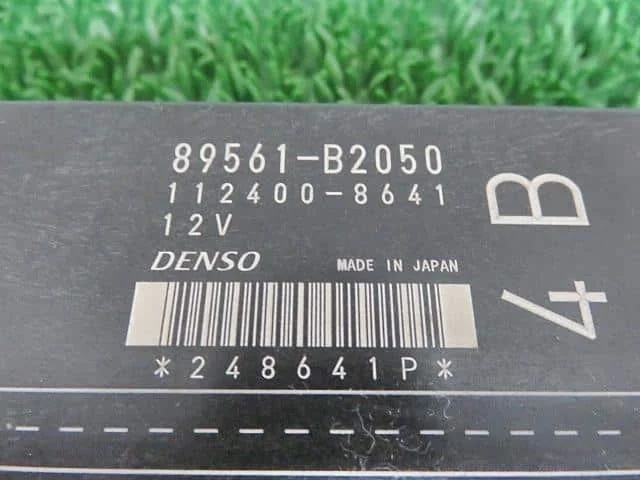 89561-B2050
112400-8641
12V
DENSO MADE IN JAPAN
*248641P*
4B